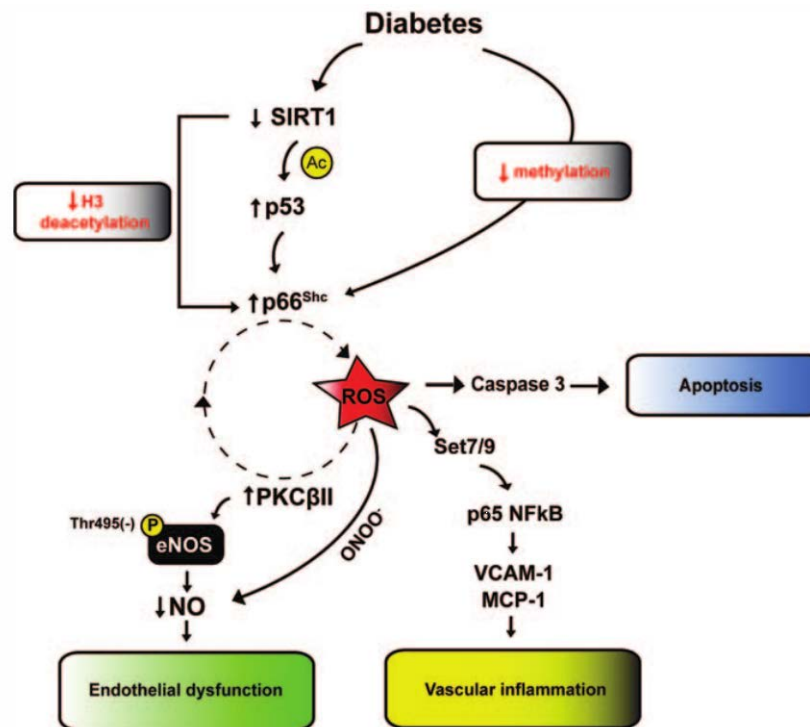 Diabetes
↓ SIRT1
Ac
↓ methylation
↓H3
deacetylation
↑p53
↑p66Shc
ROS
Caspase 3
Apoptosis
Set7/9
↑PKCβII
p65 NFkB
Thr495(-)
P
eNOS
ONOO-
VCAM-1
MCP-1
↓NO
Endothelial dysfunction
Vascular inflammation